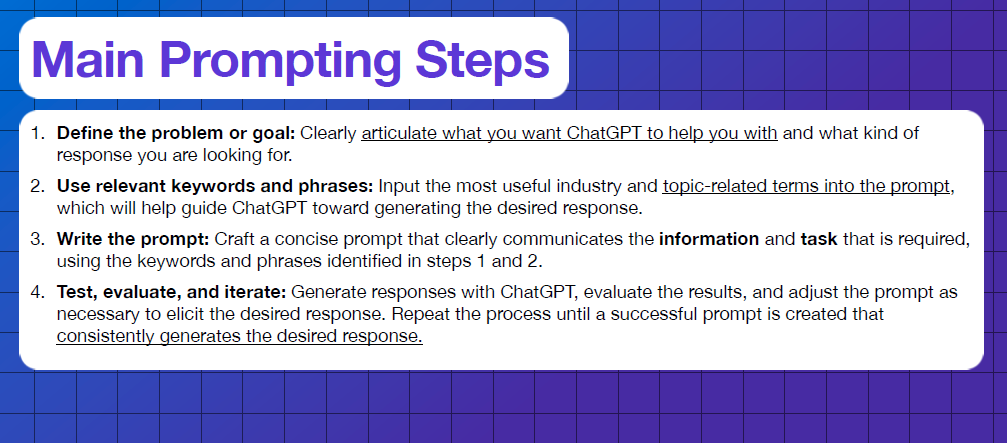 Main Prompting Steps
1. Define the problem or goal: Clearly articulate what you want ChatGPT to help you with and what kind of
response you are looking for.
2. Use relevant keywords and phrases: Input the most useful industry and topic-related terms into the prompt,
which will help guide ChatGPT toward generating the desired response.
3. Write the prompt: Craft a concise prompt that clearly communicates the information and task that is required,
using the keywords and phrases identified in steps 1 and 2.
4. Test, evaluate, and iterate: Generate responses with ChatGPT, evaluate the results, and adjust the prompt as
necessary to elicit the desired response. Repeat the process until a successful prompt is created that
consistently generates the desired response.